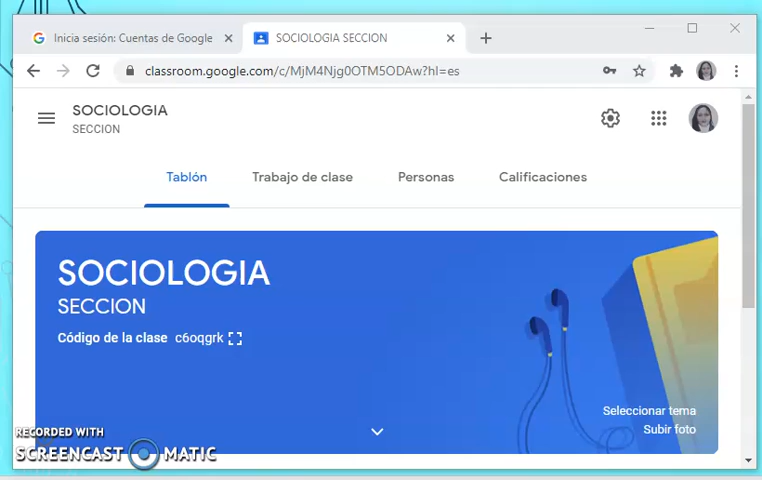 Inicia sesión: Cuentas de Google
SOCIOLOGIA SECCION
classroom.google.com/c/MjM4Njg0OTM5ODAw?hl=es
SOCIOLOGIA
SECCION
Tablón
Trabajo de clase
Personas
Calificaciones
SOCIOLOGIA
SECCION
Código de la clase c6oqgrk
Seleccionar tema
Subir foto
RECORDED WITH
SCREENCAST MATIC